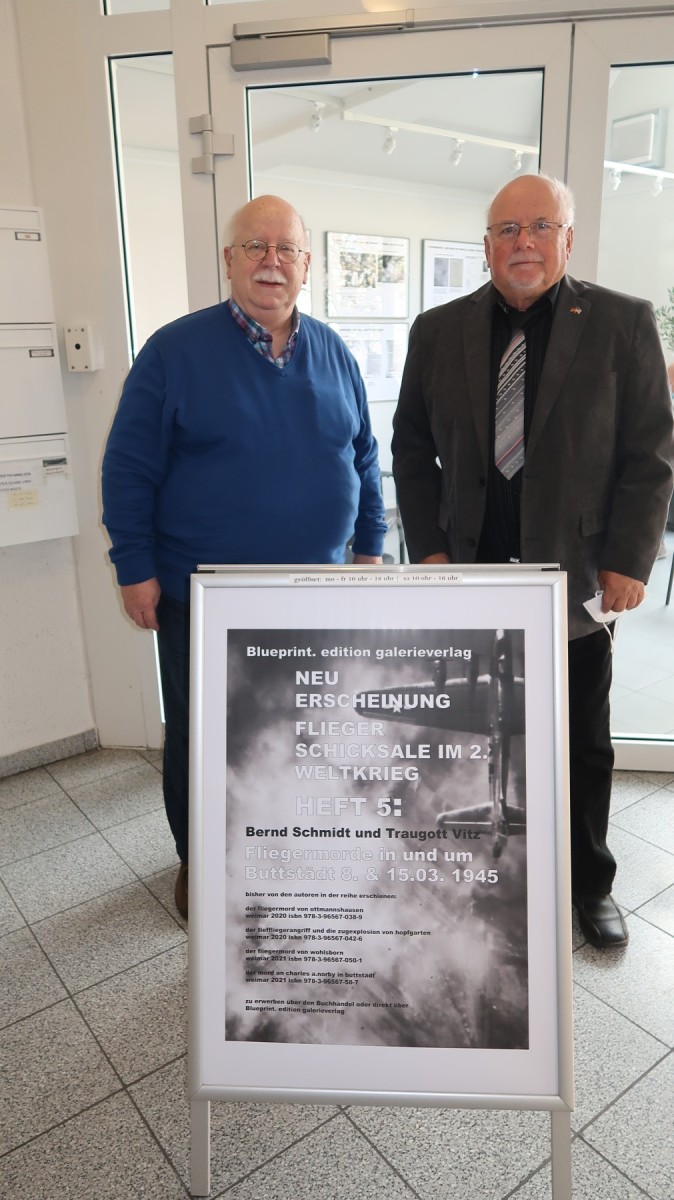 geöffnet: mo - fr 10 uhr - 18 uhr | sa 10 uhr - 16 uhr
Blueprint. edition galerieverlag
NEU
ERSCHEINUNG
FLIEGER
SCHICKSALE IM 2.
WELTKRIEG
HEFT 5:
Bernd Schmidt und Traugott Vitz
Fliegermorde in und um
Buttstädt 8. & 15.03. 1945
bisher von den autoren in der reihe erschienen:
der fliegermord von ottmannshausen
weimar 2020 isbn 978-3-96567-038-9
der tieffliegerangriff und die zugexplosion von hopfgarten
weimar 2020 isbn 978-3-96567-042-6
der fliegermord von wohlsborn
weimar 2021 isbn 978-3-96567-050-1
der mord an charles a.norby in buttstädt
weimar 2021 isbn 978-3-96567-58-7
zu erwerben über den Buchhandel oder direkt über
Blueprint. edition galerieverlag